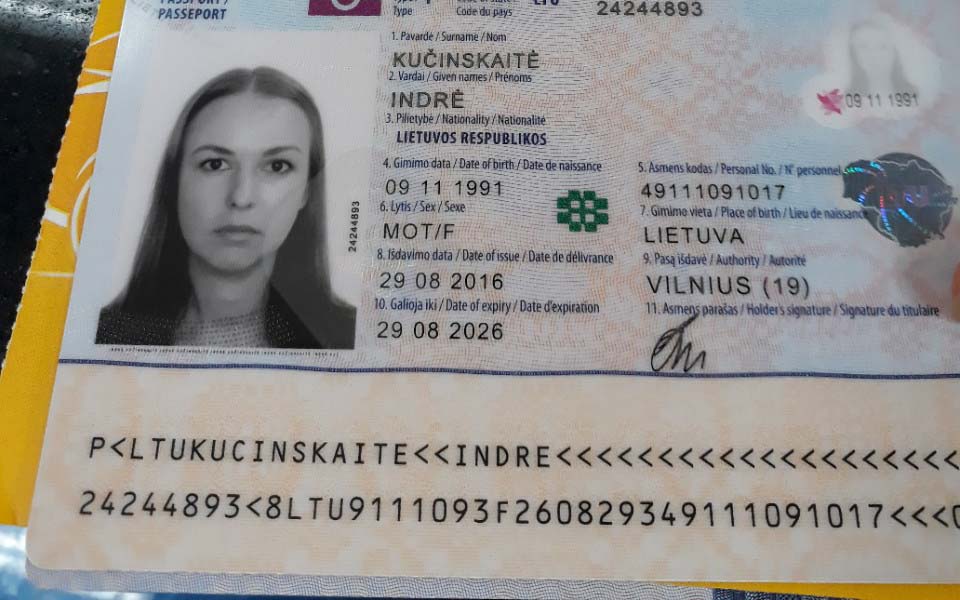 PASSPORT/
PASSEPORT
Type
Code du pays
LTU
24244893
1. Pavardė / Surname / Nom
KUČINSKAITĖ
2. Vardai / Given names / Prénoms
INDRĖ
3. Pilietybė / Nationality / Nationalité
LIETUVOS RESPUBLIKOS
4. Gimimo data / Date of birth / Date de naissance
09 11 1991
5. Asmens kodas / Personal No. / N° personnel
49111091017
6. Lytis / Sex / Sexe
MOT/F
7. Gimimo vieta / Place of birth / Lieu de naissance
LIETUVA
8. Išdavimo data / Date of issue / Date de délivrance
29 08 2016
9. Pasą išdavė / Authority / Autorité
VILNIUS (19)
10. Galioja iki / Date of expiry / Date d'expiration
29 08 2026
11. Asmens parašas / Holder's signature / Signature du titulaire
24244893
09 11 1991
P<LTUKUCINSKAITE<<INDRE<<<<<<<<<<<<<<<<<<<<
24244893<8LTU9111093F260829349111091017<<<